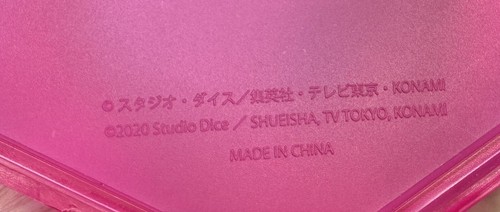 © スタジオ・ダイス／集英社・テレビ東京・KONAMI
©2020 Studio Dice / SHUEISHA, TV TOKYO, KONAMI
MADE IN CHINA